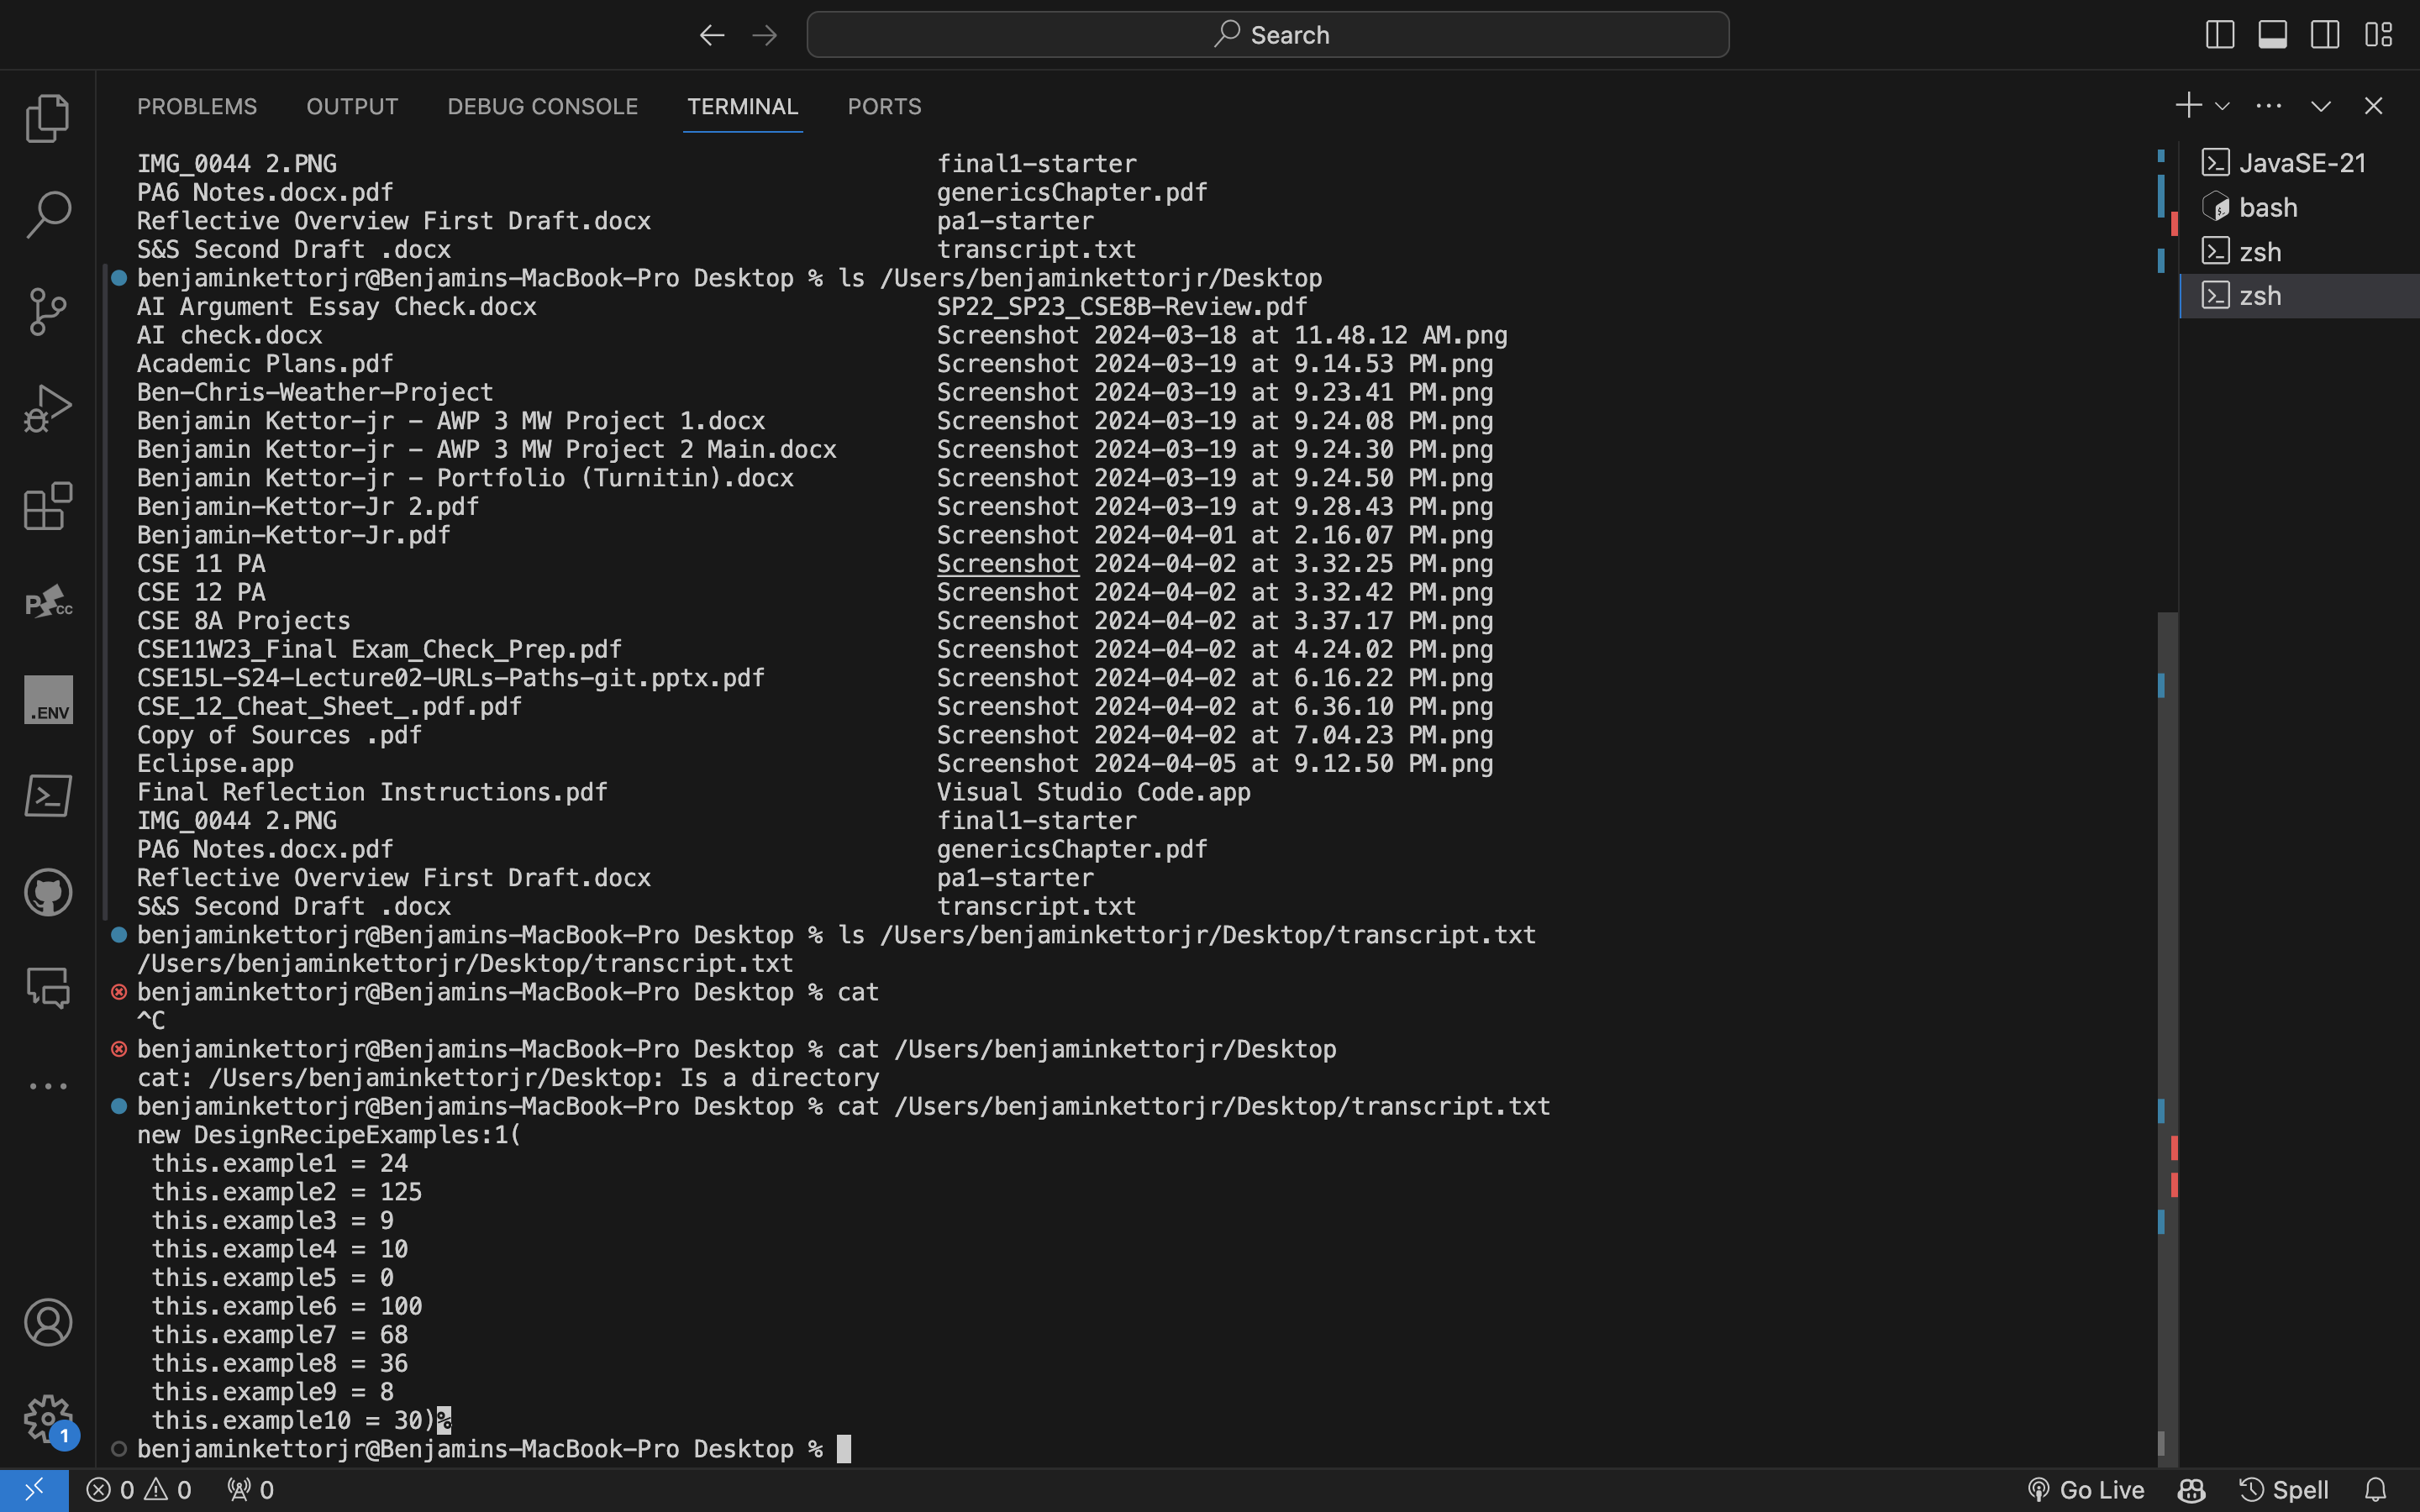 Search
PROBLEMS OUTPUT DEBUG CONSOLE TERMINAL PORTS
IMG_0044 2.PNG final1-starter
PA6 Notes.docx.pdf genericsChapter.pdf
Reflective Overview First Draft.docx pa1-starter
S&S Second Draft .docx transcript.txt
benjaminkettorjr@Benjamins-MacBook-Pro Desktop % ls /Users/benjaminkettorjr/Desktop
AI Argument Essay Check.docx SP22_SP23_CSE8B-Review.pdf
AI check.docx Screenshot 2024-03-18 at 11.48.12 AM.png
Academic Plans.pdf Screenshot 2024-03-19 at 9.14.53 PM.png
Ben-Chris-Weather-Project Screenshot 2024-03-19 at 9.23.41 PM.png
Benjamin Kettor-jr - AWP 3 MW Project 1.docx Screenshot 2024-03-19 at 9.24.08 PM.png
Benjamin Kettor-jr - AWP 3 MW Project 2 Main.docx Screenshot 2024-03-19 at 9.24.30 PM.png
Benjamin Kettor-jr - Portfolio (Turnitin).docx Screenshot 2024-03-19 at 9.24.50 PM.png
Benjamin-Kettor-Jr 2.pdf Screenshot 2024-03-19 at 9.28.43 PM.png
Benjamin-Kettor-Jr.pdf Screenshot 2024-04-01 at 2.16.07 PM.png
CSE 11 PA Screenshot 2024-04-02 at 3.32.25 PM.png
CSE 12 PA Screenshot 2024-04-02 at 3.32.42 PM.png
CSE 8A Projects Screenshot 2024-04-02 at 3.37.17 PM.png
CSE11W23_Final Exam_Check_Prep.pdf Screenshot 2024-04-02 at 4.24.02 PM.png
CSE15L-S24-Lecture02-URLs-Paths-git.pptx.pdf Screenshot 2024-04-02 at 6.16.22 PM.png
CSE_12_Cheat_Sheet_.pdf.pdf Screenshot 2024-04-02 at 6.36.10 PM.png
Copy of Sources .pdf Screenshot 2024-04-02 at 7.04.23 PM.png
Eclipse.app Screenshot 2024-04-05 at 9.12.50 PM.png
Final Reflection Instructions.pdf Visual Studio Code.app
IMG_0044 2.PNG final1-starter
PA6 Notes.docx.pdf genericsChapter.pdf
Reflective Overview First Draft.docx pa1-starter
S&S Second Draft .docx transcript.txt
benjaminkettorjr@Benjamins-MacBook-Pro Desktop % ls /Users/benjaminkettorjr/Desktop/transcript.txt
/Users/benjaminkettorjr/Desktop/transcript.txt
benjaminkettorjr@Benjamins-MacBook-Pro Desktop % cat
^C
benjaminkettorjr@Benjamins-MacBook-Pro Desktop % cat /Users/benjaminkettorjr/Desktop
cat: /Users/benjaminkettorjr/Desktop: Is a directory
benjaminkettorjr@Benjamins-MacBook-Pro Desktop % cat /Users/benjaminkettorjr/Desktop/transcript.txt
new DesignRecipeExamples:1(
this.example1 = 24
this.example2 = 125
this.example3 = 9
this.example4 = 10
this.example5 = 0
this.example6 = 100
this.example7 = 68
this.example8 = 36
this.example9 = 8
this.example10 = 30)%
benjaminkettorjr@Benjamins-MacBook-Pro Desktop %
JavaSE-21
bash
zsh
zsh
P CC
.ENV
1
0 0 0
Go Live Spell